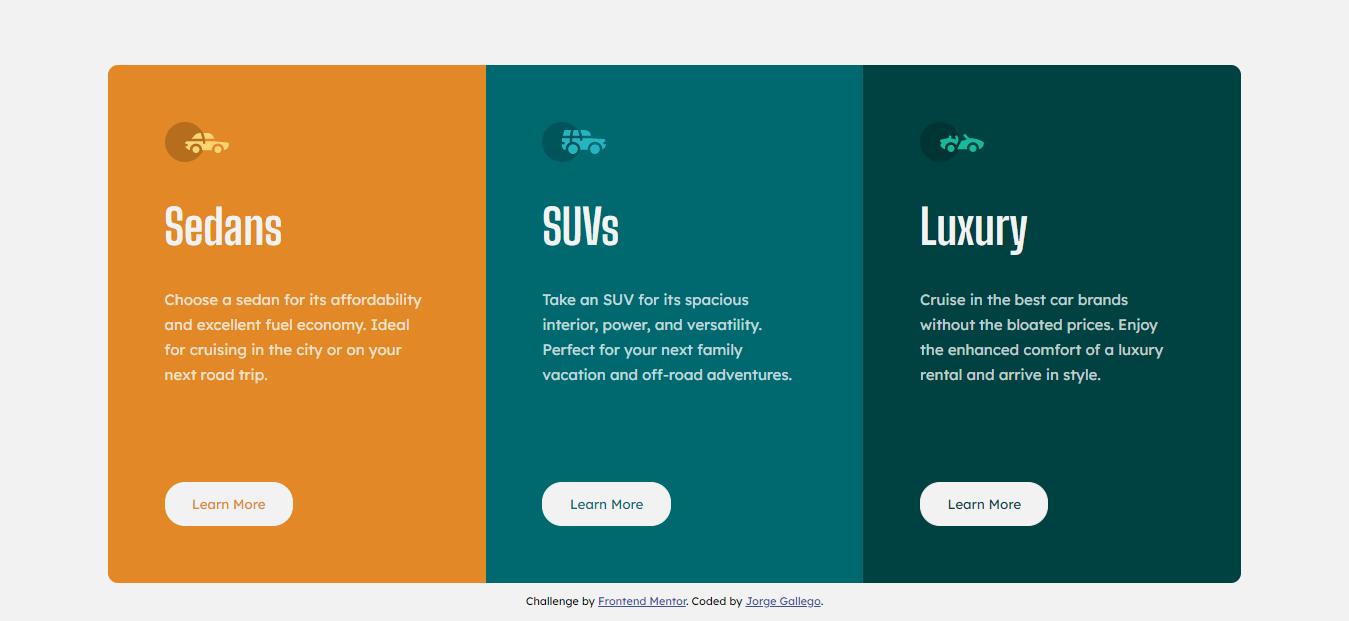 Sedans
Choose a sedan for its affordability
and excellent fuel economy. Ideal
for cruising in the city or on your
next road trip.
Learn More
SUVs
Take an SUV for its spacious
interior, power, and versatility.
Perfect for your next family
vacation and off-road adventures.
Learn More
Luxury
Cruise in the best car brands
without the bloated prices. Enjoy
the enhanced comfort of a luxury
rental and arrive in style.
Learn More
Challenge by Frontend Mentor. Coded by Jorge Gallego.